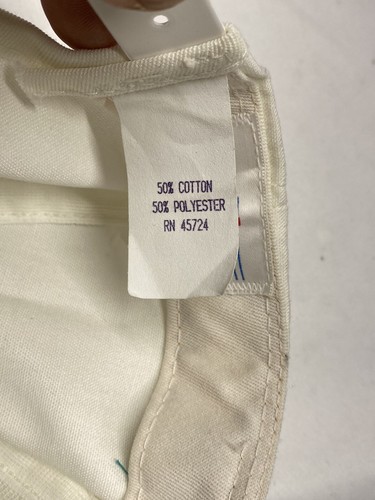 50% COTTON
50% POLYESTER
RN 45724